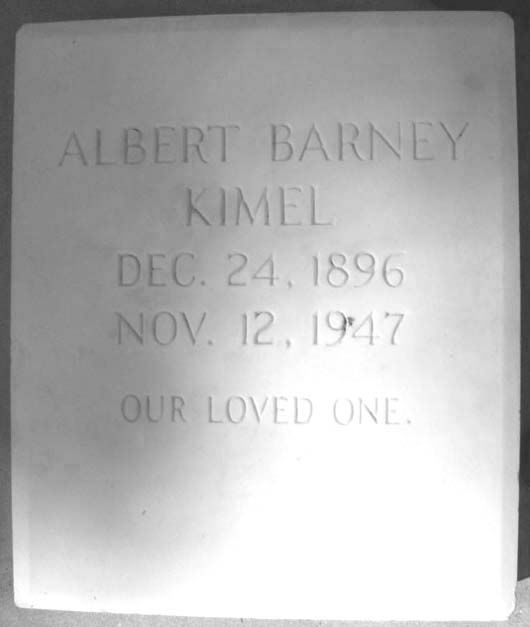 ALBERT BARNEY
KIMEL
DEC. 24, 1896
NOV. 12, 1947
OUR LOVED ONE.